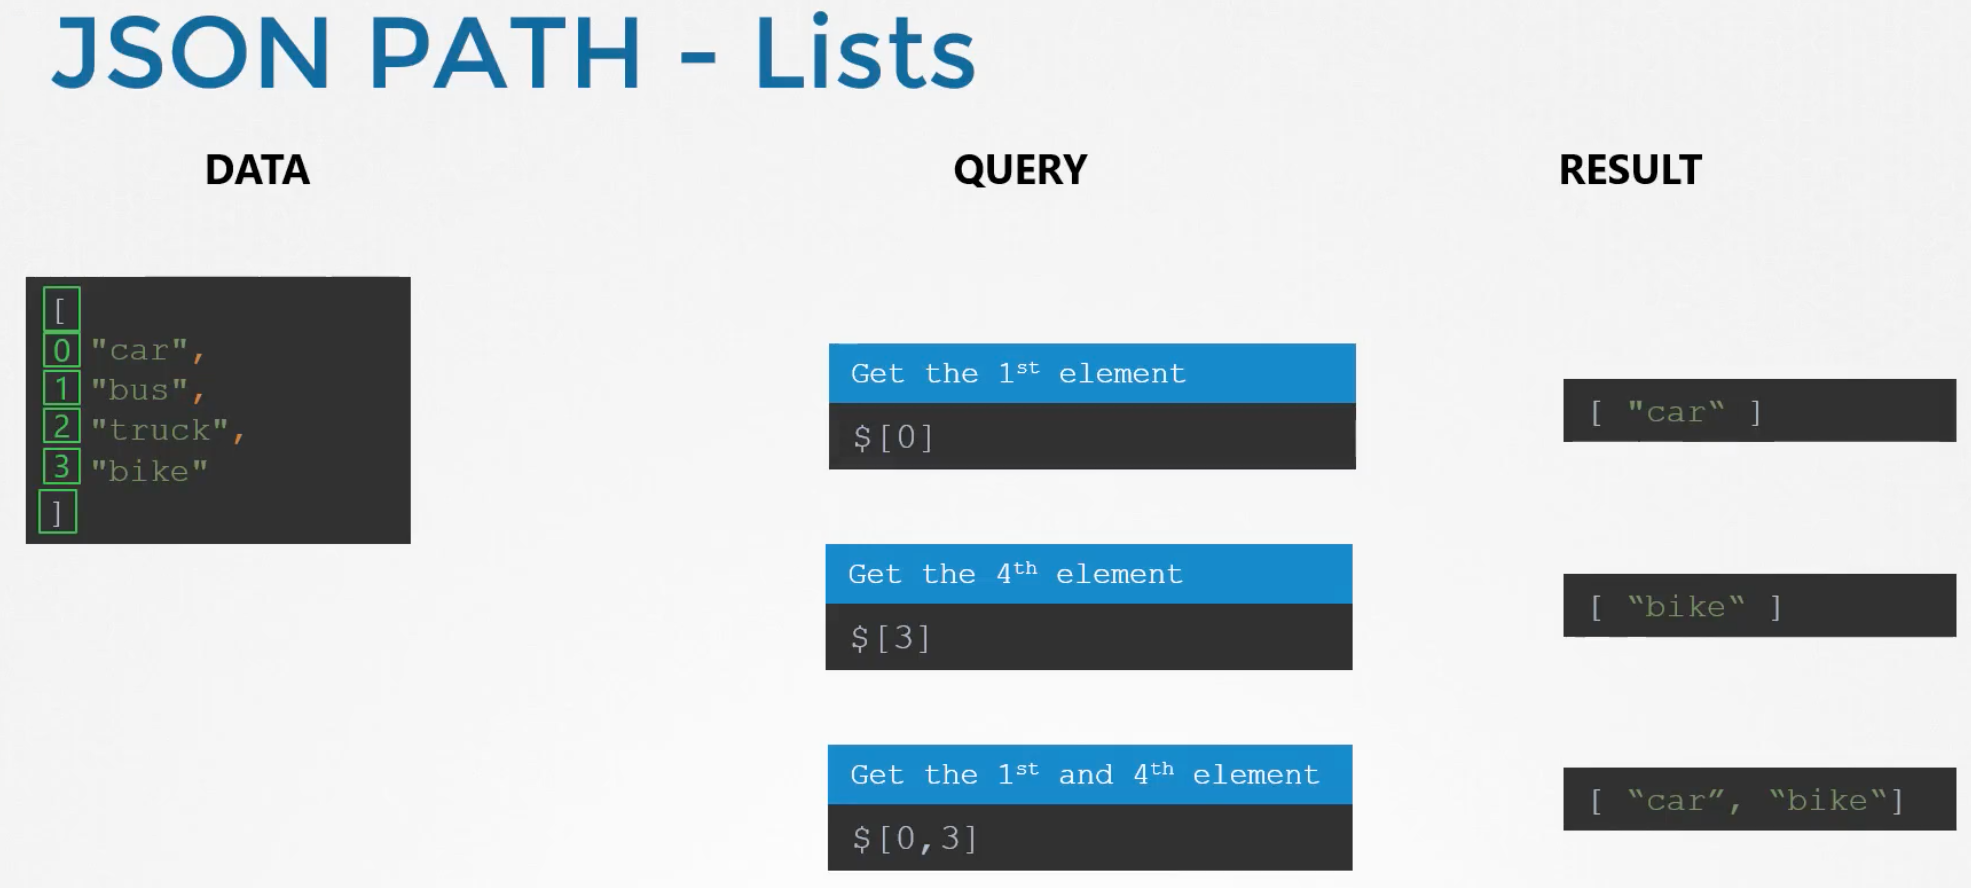 JSON PATH - Lists
DATA
QUERY
RESULT
[
0 "car",
1 "bus",
2 "truck",
3 "bike"
]
Get the 1st element
$[0]
[ "car‟ ]
Get the 4th element
$[3]
[ ‟bike‟ ]
Get the 1st and 4th element
$[0,3]
[ ‟car”, ‟bike‟]